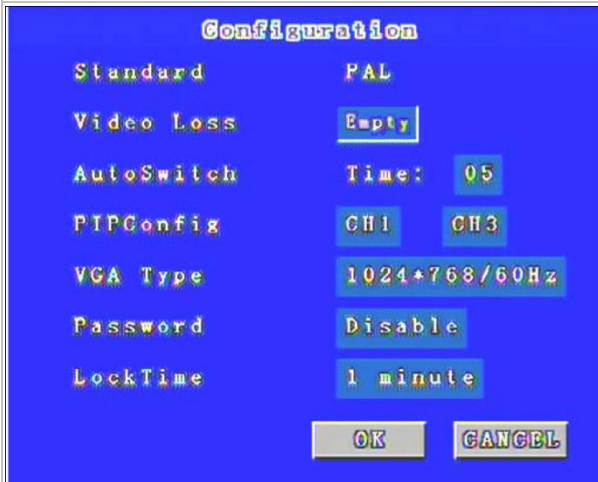 Configuration
Standard PAL
Video Loss Empty
AutoSwitch Time: 05
PIPConfig CH1 CH3
VGA Type 1024*768/60Hz
Password Disable
LockTime 1 minute
OK CANCEL